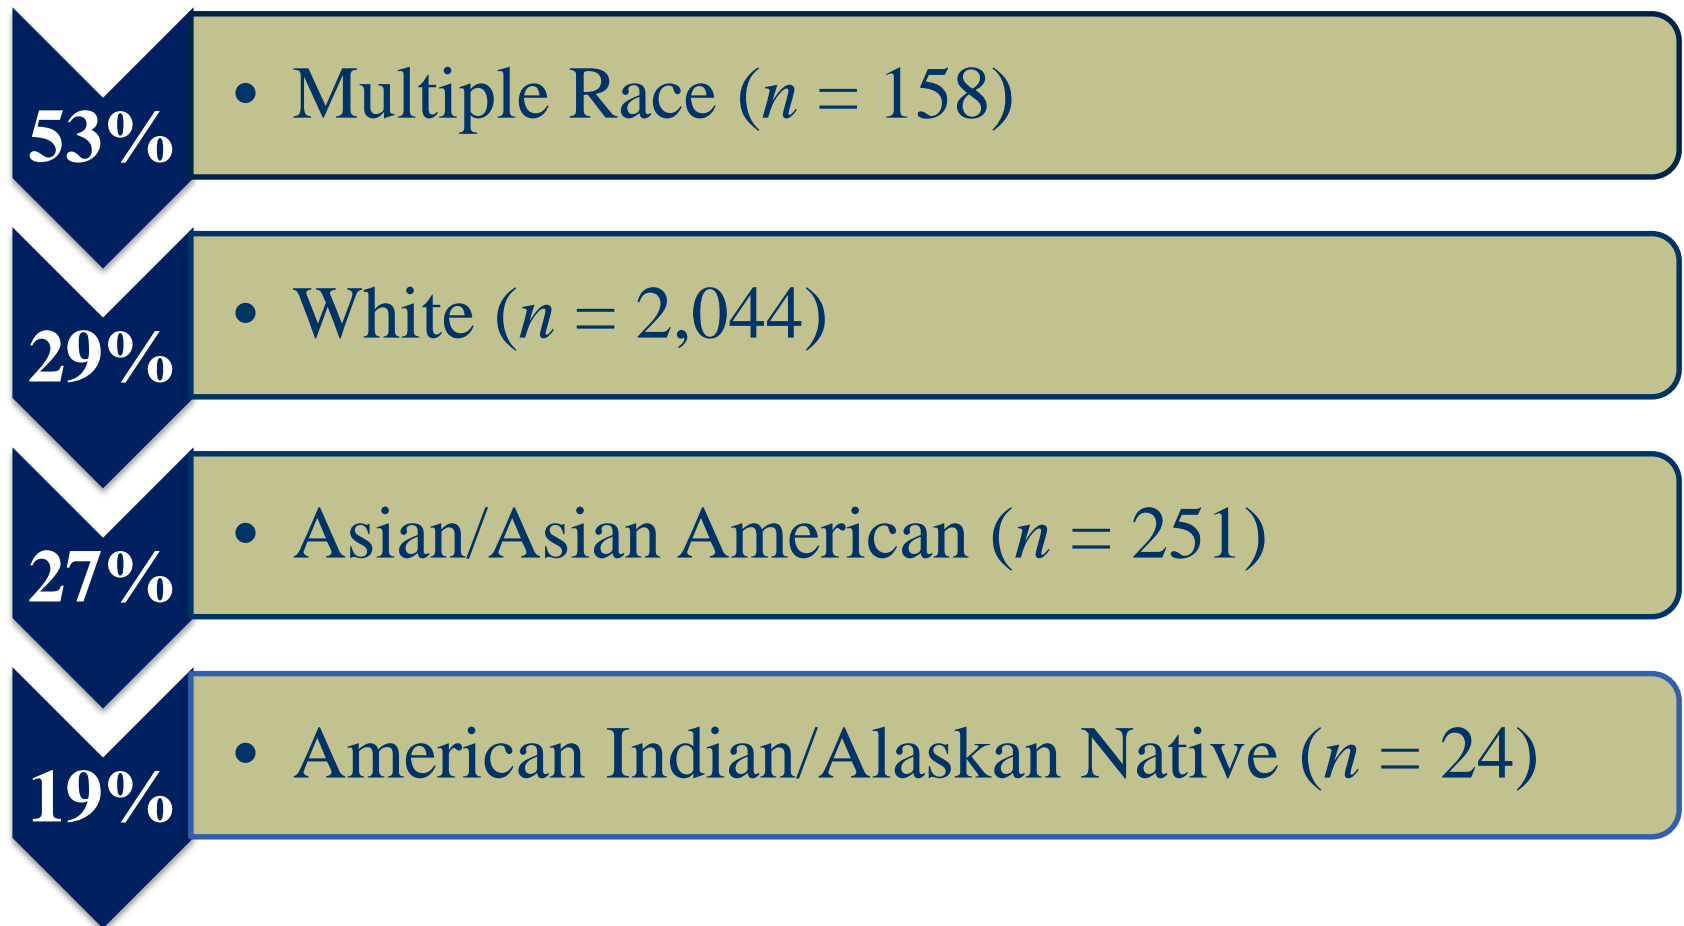 53%
• Multiple Race (n = 158)
29%
• White (n = 2,044)
27%
• Asian/Asian American (n = 251)
19%
• American Indian/Alaskan Native (n = 24)